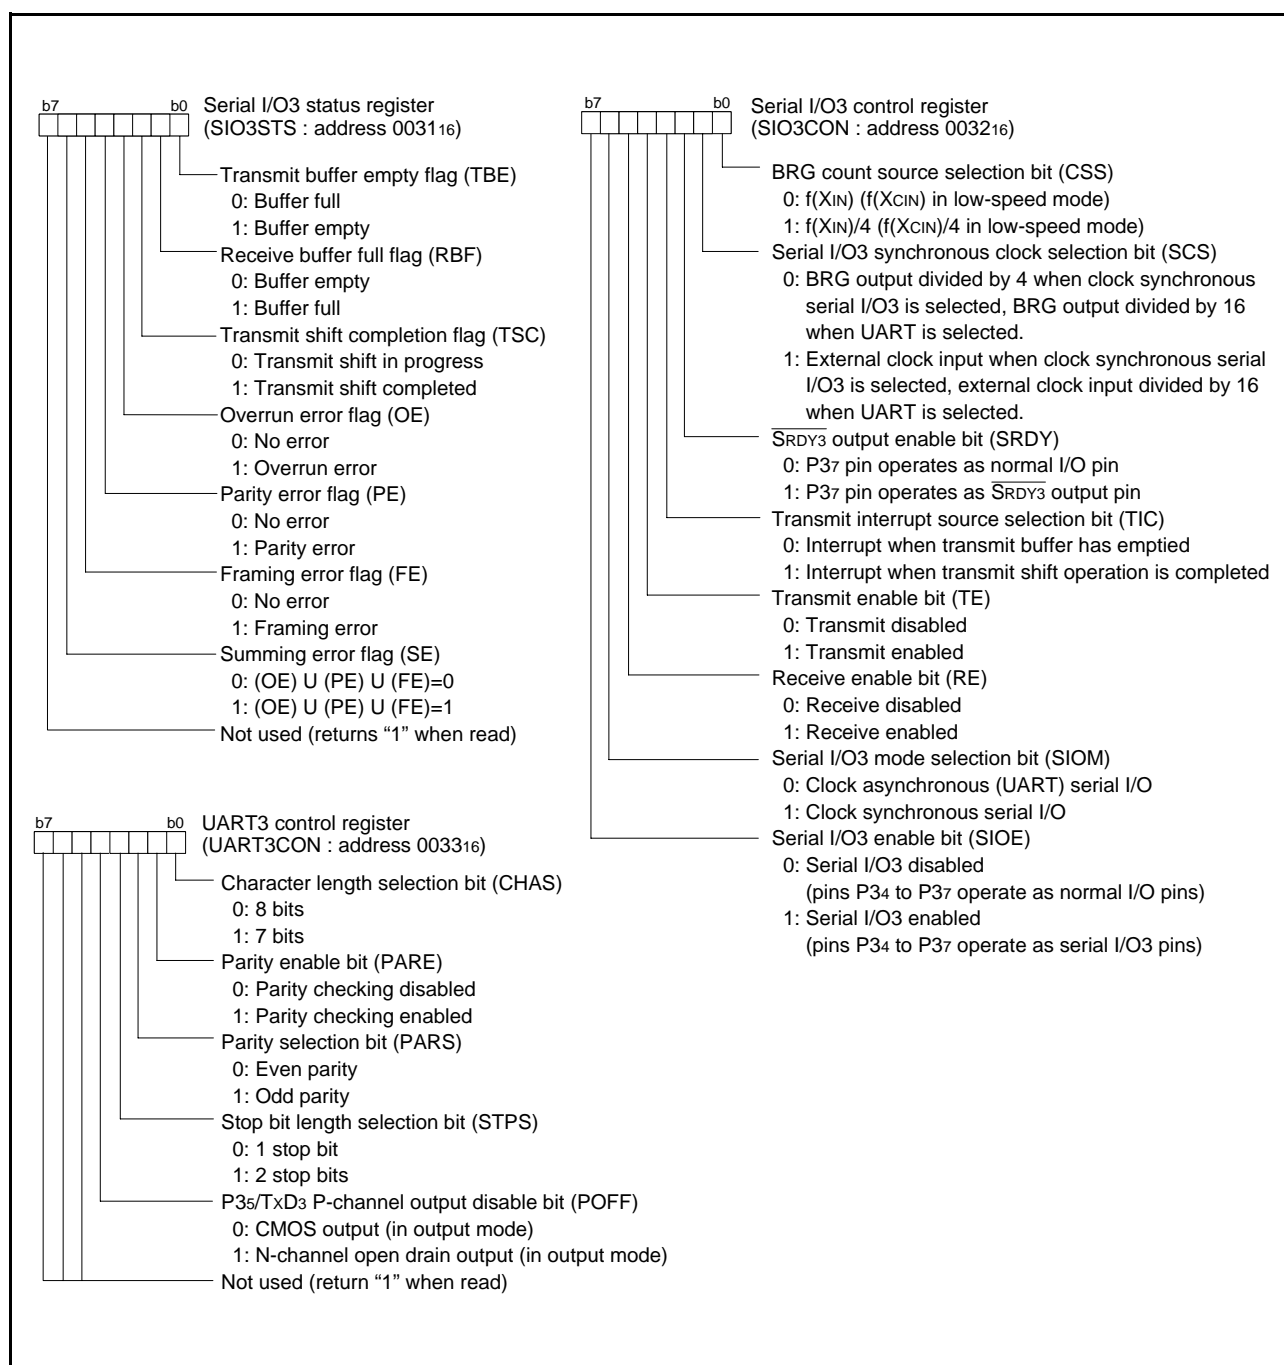 b7 b0 Serial I/O3 status register
(SIO3STS : address 003116)
Transmit buffer empty flag (TBE)
0: Buffer full
1: Buffer empty
Receive buffer full flag (RBF)
0: Buffer empty
1: Buffer full
Transmit shift completion flag (TSC)
0: Transmit shift in progress
1: Transmit shift completed
Overrun error flag (OE)
0: No error
1: Overrun error
Parity error flag (PE)
0: No error
1: Parity error
Framing error flag (FE)
0: No error
1: Framing error
Summing error flag (SE)
0: (OE) U (PE) U (FE)=0
1: (OE) U (PE) U (FE)=1
Not used (returns “1” when read)
b7 b0 UART3 control register
(UART3CON : address 003316)
Character length selection bit (CHAS)
0: 8 bits
1: 7 bits
Parity enable bit (PARE)
0: Parity checking disabled
1: Parity checking enabled
Parity selection bit (PARS)
0: Even parity
1: Odd parity
Stop bit length selection bit (STPS)
0: 1 stop bit
1: 2 stop bits
P35/TxD3 P-channel output disable bit (POFF)
0: CMOS output (in output mode)
1: N-channel open drain output (in output mode)
Not used (return “1” when read)
b7 b0 Serial I/O3 control register
(SIO3CON : address 003216)
BRG count source selection bit (CSS)
0: f(XIN) (f(XCIN) in low-speed mode)
1: f(XIN)/4 (f(XCIN)/4 in low-speed mode)
Serial I/O3 synchronous clock selection bit (SCS)
0: BRG output divided by 4 when clock synchronous
serial I/O3 is selected, BRG output divided by 16
when UART is selected.
1: External clock input when clock synchronous serial
I/O3 is selected, external clock input divided by 16
when UART is selected.
SRDY3 output enable bit (SRDY)
0: P37 pin operates as normal I/O pin
1: P37 pin operates as SRDY3 output pin
Transmit interrupt source selection bit (TIC)
0: Interrupt when transmit buffer has emptied
1: Interrupt when transmit shift operation is completed
Transmit enable bit (TE)
0: Transmit disabled
1: Transmit enabled
Receive enable bit (RE)
0: Receive disabled
1: Receive enabled
Serial I/O3 mode selection bit (SIOM)
0: Clock asynchronous (UART) serial I/O
1: Clock synchronous serial I/O
Serial I/O3 enable bit (SIOE)
0: Serial I/O3 disabled
(pins P34 to P37 operate as normal I/O pins)
1: Serial I/O3 enabled
(pins P34 to P37 operate as serial I/O3 pins)